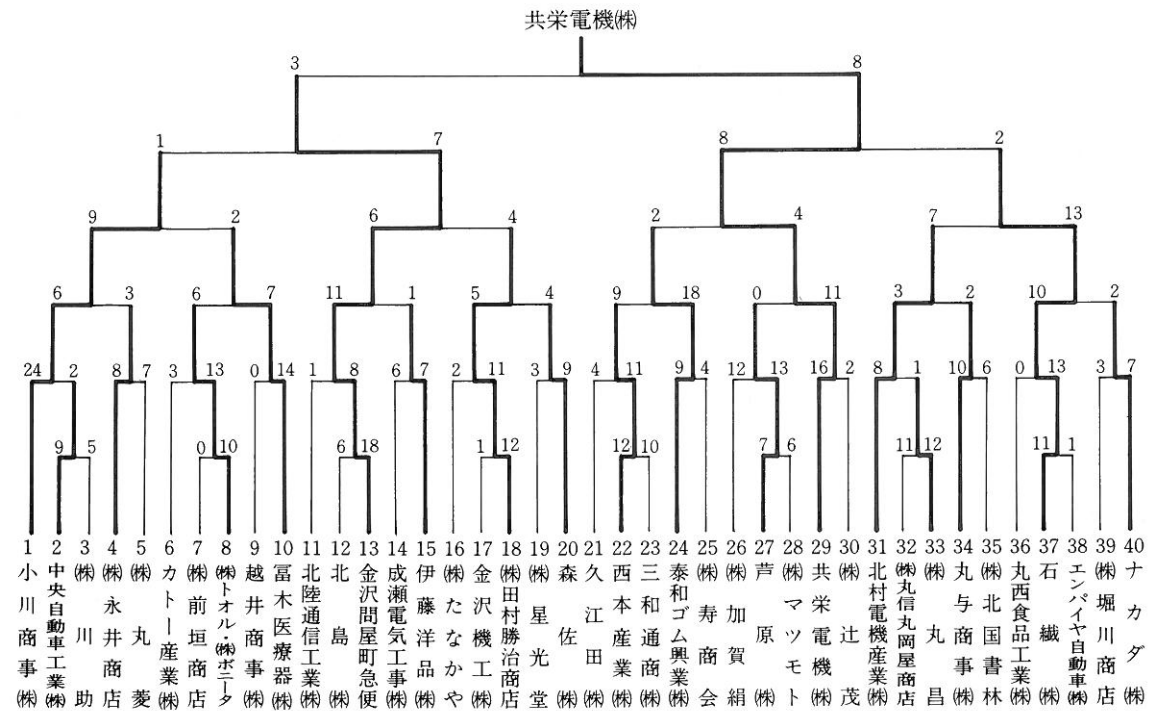 共栄電機㈱
3 8
1 7 8 2
9 2 6 4 2 4 7 13
6 3 6 7 11 1 5 4 9 18 0 11 3 2 10 2
24 2 8 7 3 13 0 14 1 8 6 7 2 11 3 9 4 11 9 4 12 13 16 2 8 1 10 6 0 13 3 7
9 5 0 10 6 18 1 12 12 10 7 6 11 12 11 1
1 小川商事㈱
2 中央自動車工業㈱
3 ㈱川助
4 ㈱永井商店
5 ㈱丸菱
6 カトー産業㈱
7 ㈱前垣商店
8 ㈱トオル・㈱ボニータ
9 越井商事㈱
10 冨木医療器㈱
11 北陸通信工業㈱
12 北島㈱
13 金沢問屋町急便
14 成瀬電気工事㈱
15 伊藤洋品㈱
16 ㈱たなかや
17 金沢機工㈱
18 ㈱田村勝治商店
19 ㈱星光堂
20 森佐㈱
21 久江田㈱
22 西本産業㈱
23 三和通商㈱
24 泰和ゴム興業㈱
25 ㈱寿商会
26 ㈱加賀絹
27 芦原㈱
28 ㈱マツモト
29 共栄電機㈱
30 ㈱辻茂
31 北村電機産業㈱
32 ㈱丸信丸岡屋商店
33 ㈱丸昌
34 丸与商事㈱
35 ㈱北国書林
36 丸西食品工業㈱
37 石繊㈱
38 エンパイヤ自動車㈱
39 ㈱堀川商店
40 ナカダ㈱